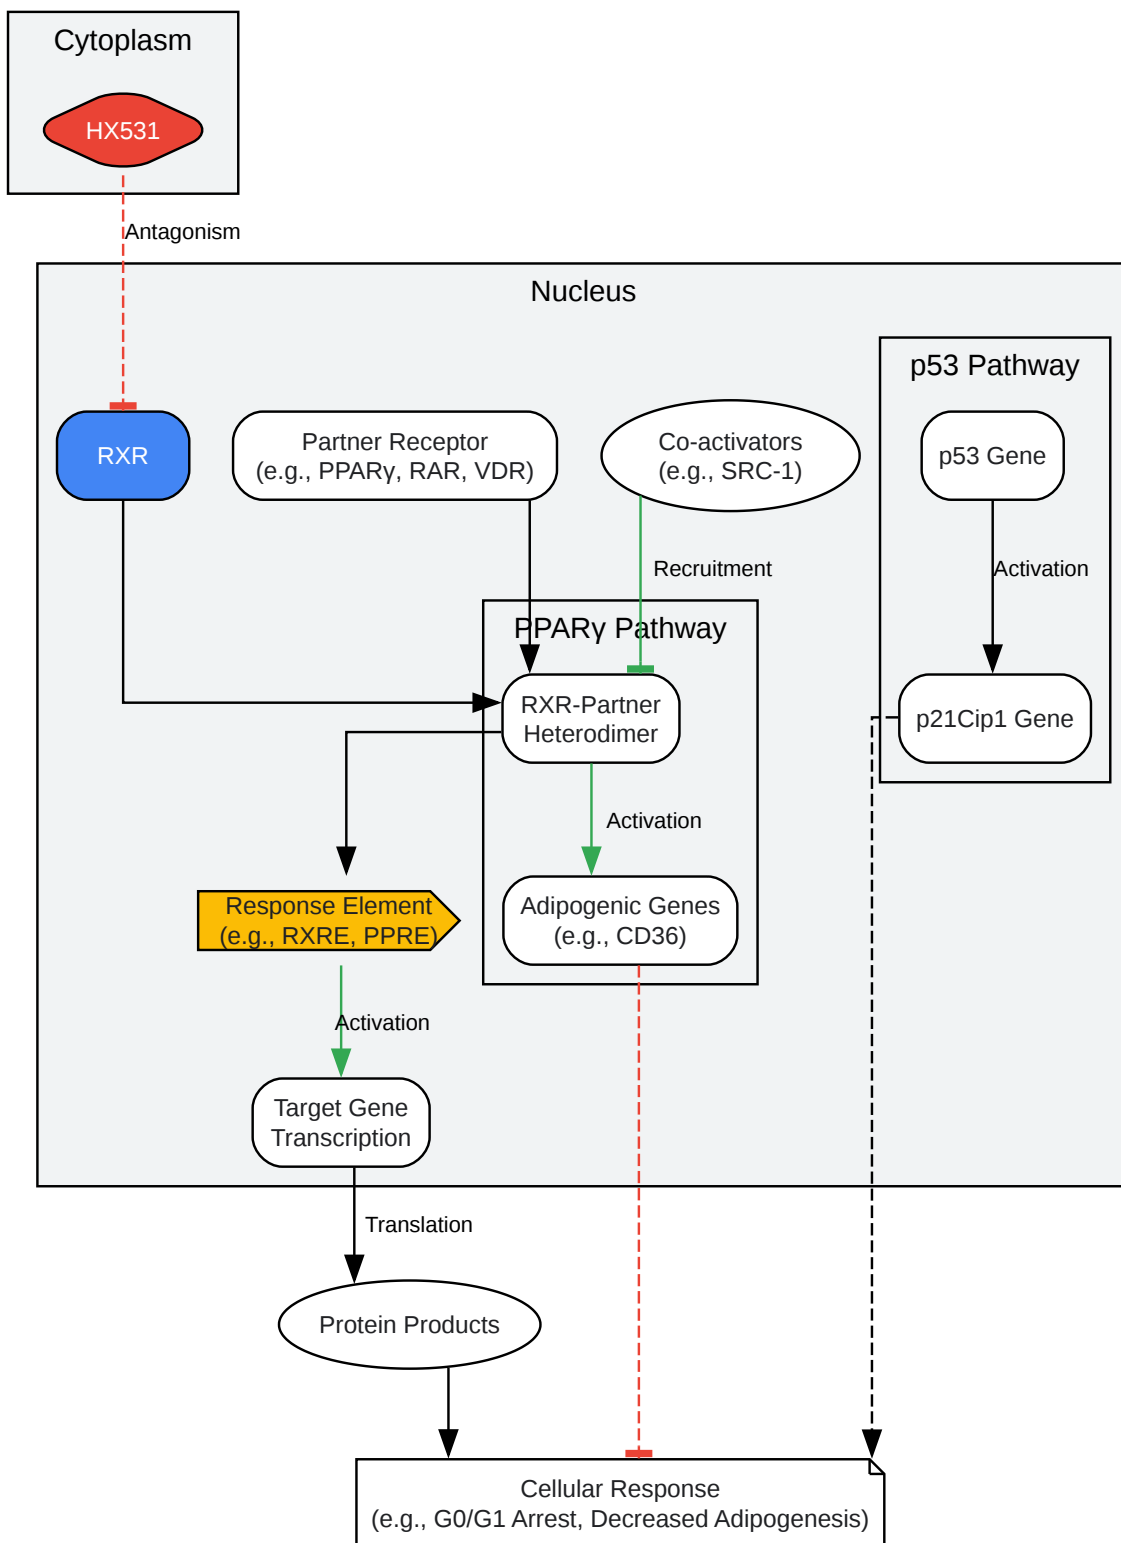 Cytoplasm
HX531
Antagonism
Nucleus
p53 Pathway
RXR
Partner Receptor
(e.g., PPARγ, RAR, VDR)
Co-activators
(e.g., SRC-1)
p53 Gene
Recruitment
Activation
PPARγ Pathway
RXR-Partner
Heterodimer
p21Cip1 Gene
Activation
Response Element
(e.g., RXRE, PPRE)
Adipogenic Genes
(e.g., CD36)
Activation
Target Gene
Transcription
Translation
Protein Products
Cellular Response
(e.g., G0/G1 Arrest, Decreased Adipogenesis)